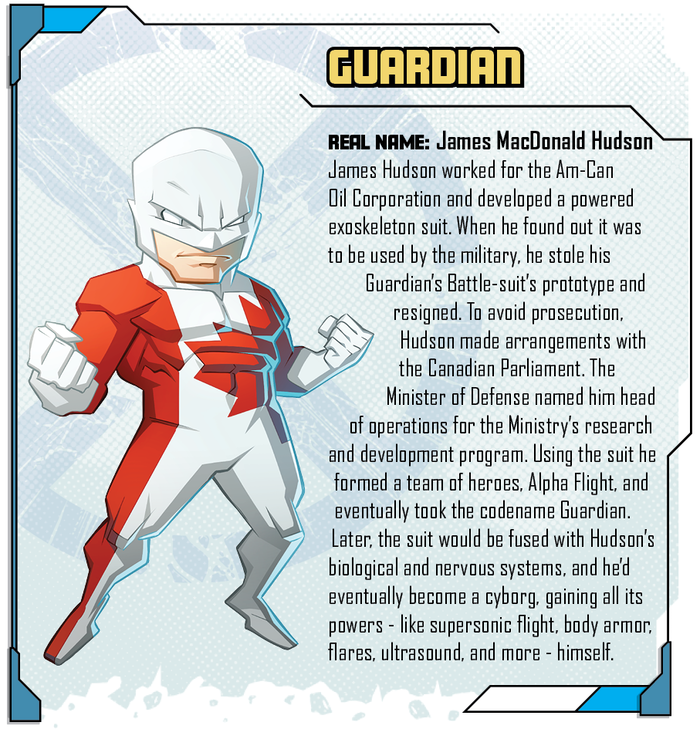 GUARDIAN
REAL NAME: James MacDonald Hudson
James Hudson worked for the Am-Can
Oil Corporation and developed a powered
exoskeleton suit. When he found out it was
to be used by the military, he stole his
Guardian's Battle-suit's prototype and
resigned. To avoid prosecution,
Hudson made arrangements with
the Canadian Parliament. The
Minister of Defense named him head
of operations for the Ministry's research
and development program. Using the suit he
formed a team of heroes, Alpha Flight, and
eventually took the codename Guardian.
Later, the suit would be fused with Hudson's
biological and nervous systems, and he'd
eventually become a cyborg, gaining all its
powers - like supersonic flight, body armor,
flares, ultrasound, and more - himself.